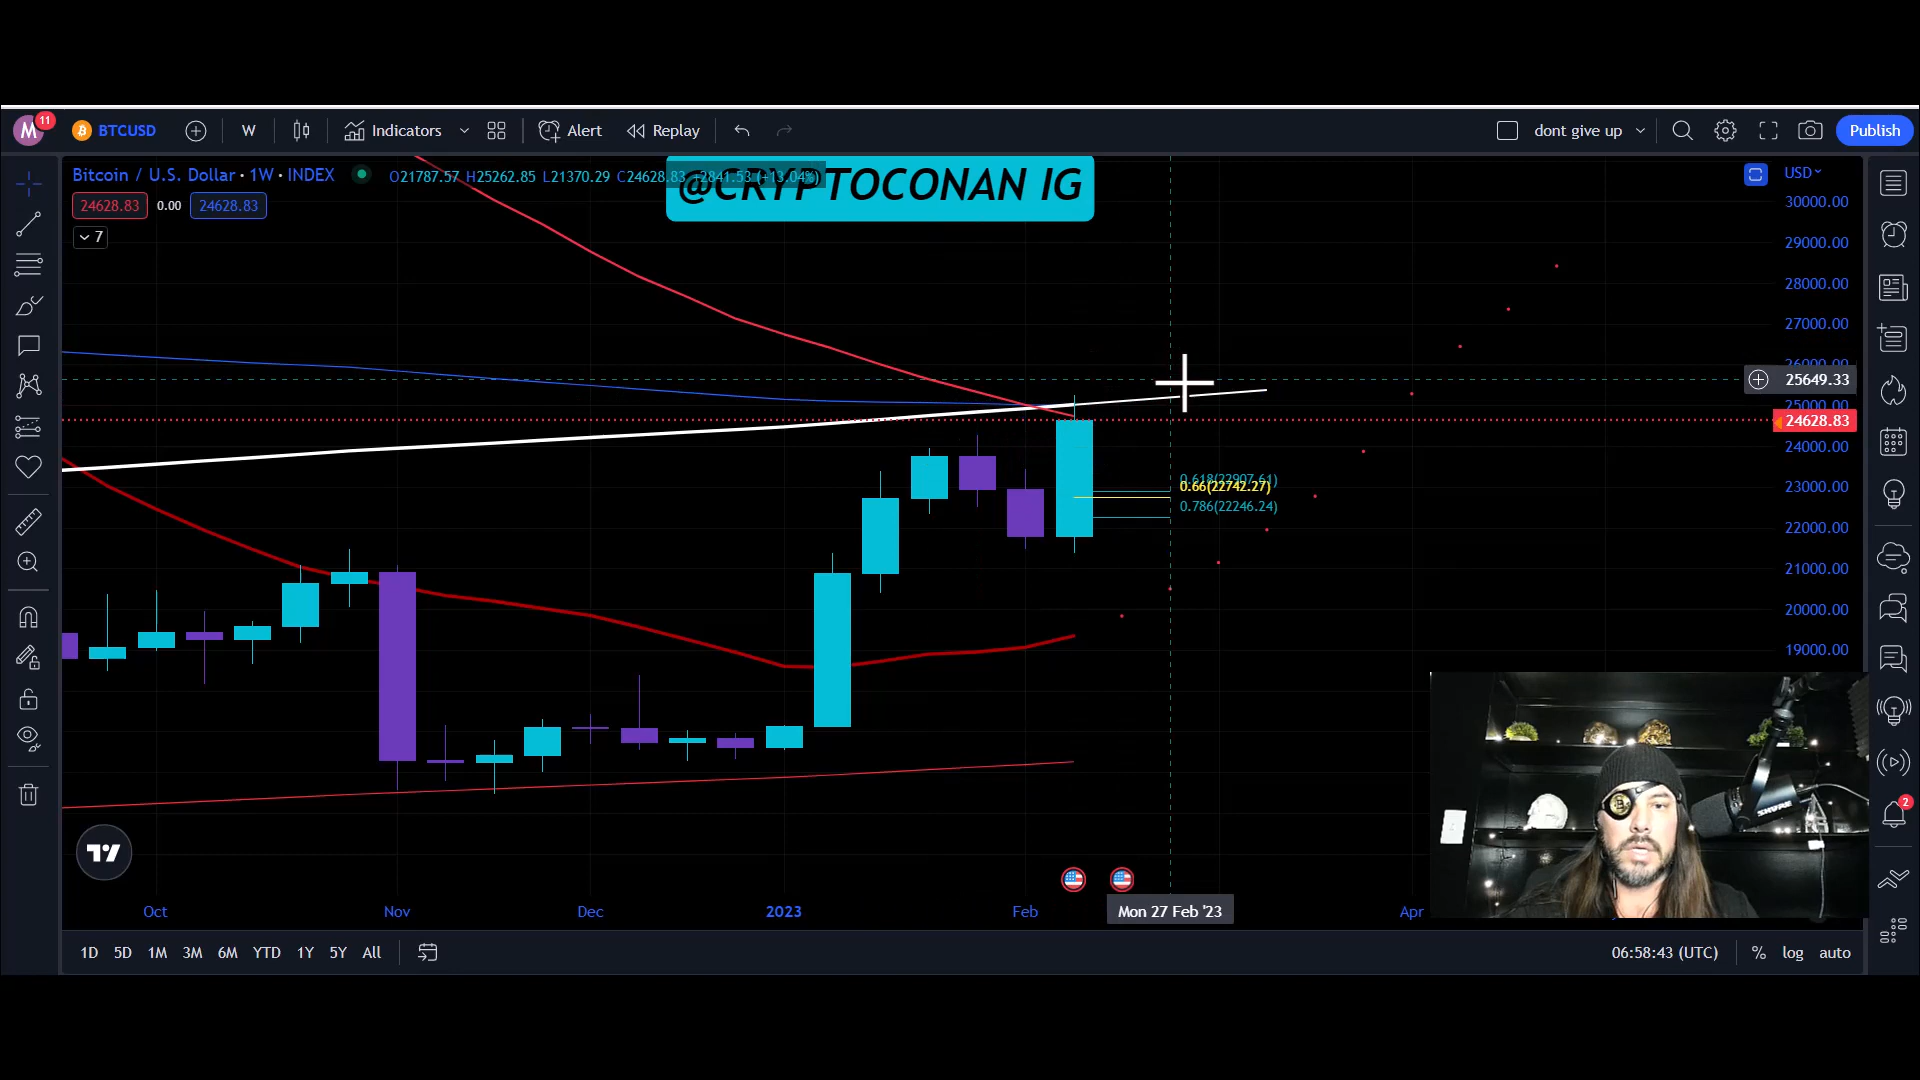 M 11 BTCUSD W Indicators Alert Replay dont give up Publish
Bitcoin / U.S. Dollar · 1W · INDEX O21787.57 H25262.85 L21370.29 C24628.83 +2841.53 (+13.04%)
@CRYPTOCONAN IG
USD
24628.83 0.00 24628.83
7
30000.00
29000.00
28000.00
27000.00
26000.00
25649.33
25000.00
24628.83
24000.00
23000.00
22000.00
21000.00
20000.00
19000.00
0.618(22907.61)
0.66(22742.27)
0.786(22246.24)
SHURE
2
Oct Nov Dec 2023 Feb Mon 27 Feb '23 Apr
1D 5D 1M 3M 6M YTD 1Y 5Y All 06:58:43 (UTC) % log auto